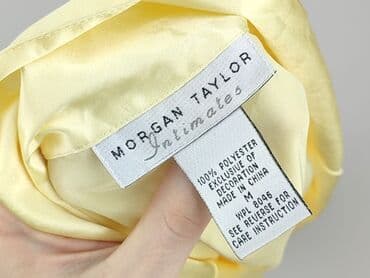 MORGAN TAYLOR
Intimates
100% POLYESTER
EXCLUSIVE OF
DECORATION
MADE IN CHINA
M
WPL 8046
SEE REVERSE FOR
CARE INSTRUCTION